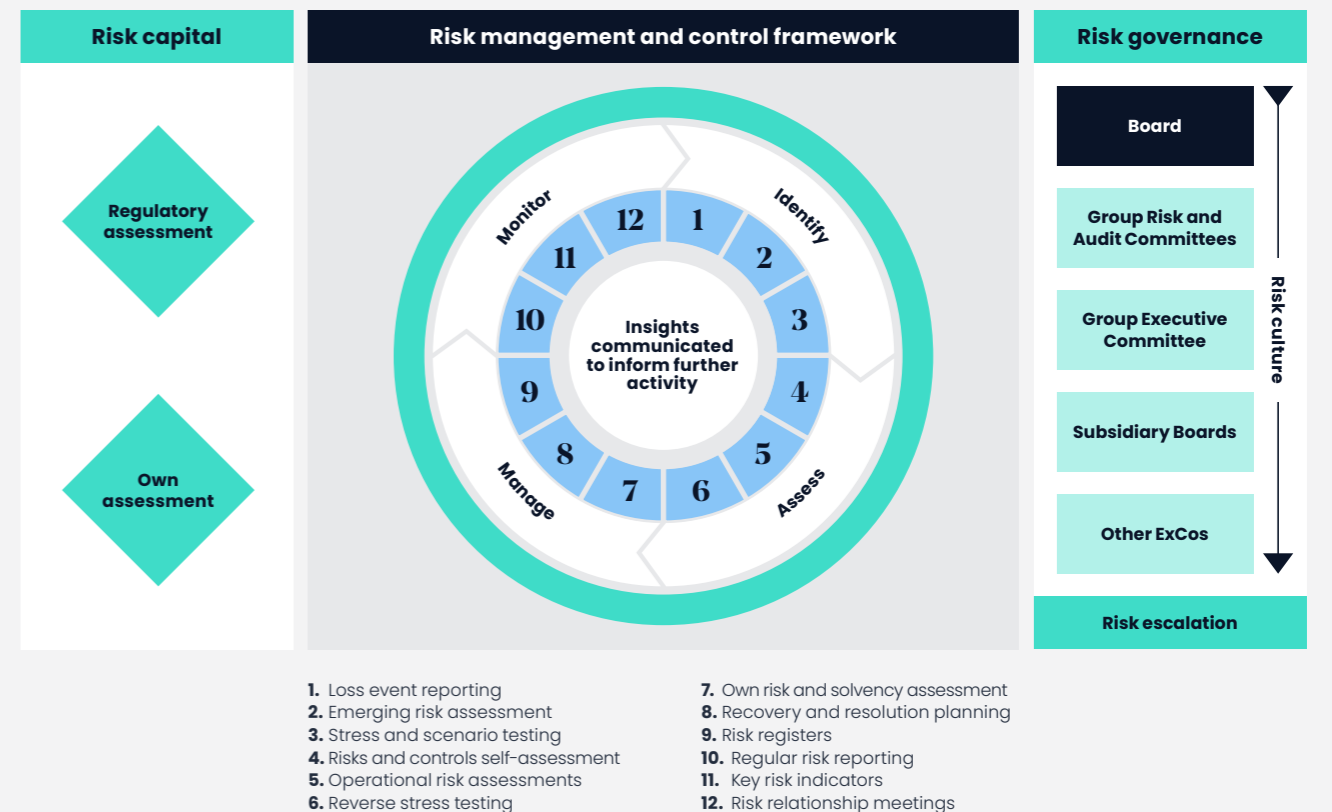 Risk capital
Regulatory
assessment
Own
assessment
Risk management and control framework
Monitor
Identify
Assess
Manage
1
2
3
4
5
6
7
8
9
10
11
12
Insights
communicated
to inform further
activity
Risk governance
Board
Group Risk and
Audit Committees
Group Executive
Committee
Subsidiary Boards
Other ExCos
Risk culture
Risk escalation
1. Loss event reporting
2. Emerging risk assessment
3. Stress and scenario testing
4. Risks and controls self-assessment
5. Operational risk assessments
6. Reverse stress testing
7. Own risk and solvency assessment
8. Recovery and resolution planning
9. Risk registers
10. Regular risk reporting
11. Key risk indicators
12. Risk relationship meetings